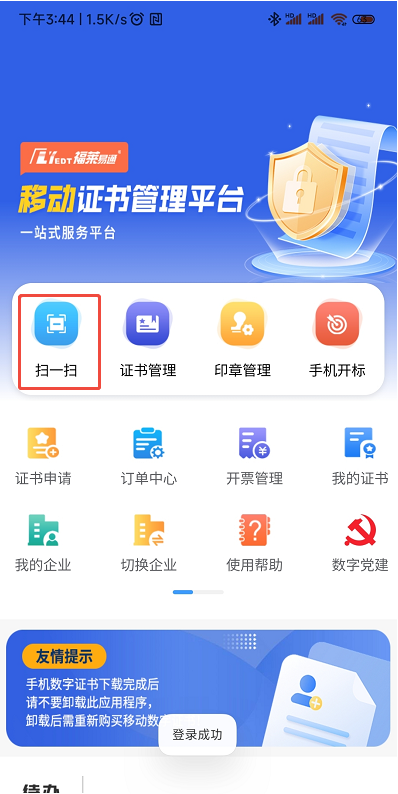 下午3:44 | 1.5K/s
EDT 福莱易通
移动证书管理平台
一站式服务平台
扫一扫 证书管理 印章管理 手机开标
证书申请 订单中心 开票管理 我的证书
我的企业 切换企业 使用帮助 数字党建
友情提示
手机数字证书下载完成后
请不要卸载此应用程序，
卸载后需重新购买移动数
登录成功
待办